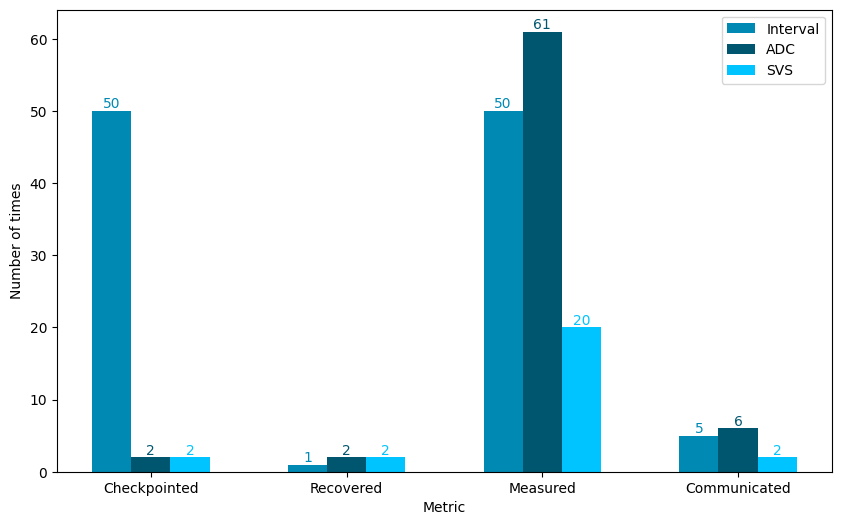 Interval
ADC
SVS
Number of times
60
50
40
30
20
10
0
50
2
2
1
2
2
50
61
20
5
6
2
Checkpointed
Recovered
Measured
Communicated
Metric